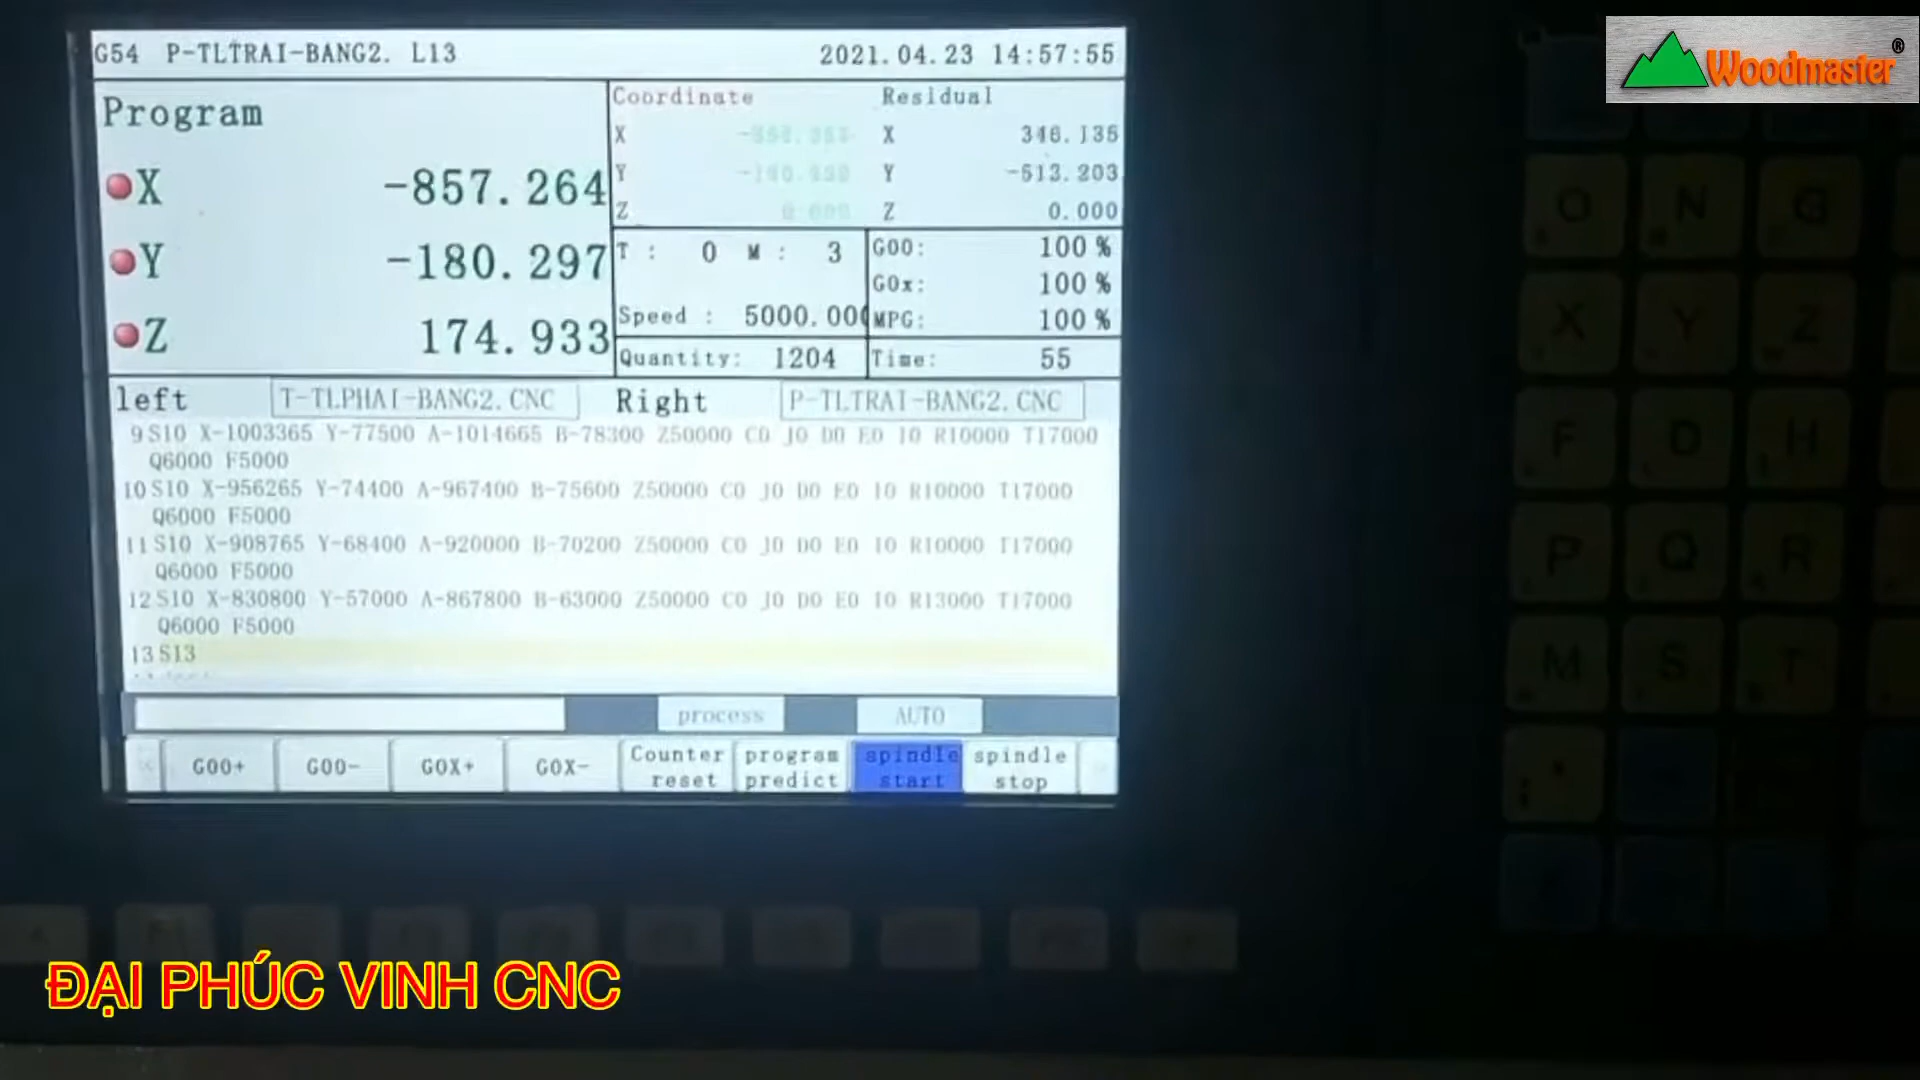 G54 P-TLTRAI-BANG2. L13 2021.04.23 14:57:55
Woodmaster®
Program
Coordinate Residual
X X 346.135
Y Y -513.203
Z Z 0.000
X -857.264
Y -180.297
Z 174.933
T : 0 M : 3
Speed : 5000.00
Quantity: 1204
G00: 100 %
G0x: 100 %
MPG: 100 %
Time: 55
left T-TLPHAI-BANG2.CNC Right P-TLTRAI-BANG2.CNC
9 S10 X-1003365 Y-77500 A-1014665 B-78300 Z50000 C0 J0 D0 E0 I0 R10000 T17000
Q6000 F5000
10 S10 X-956265 Y-74400 A-967400 B-75600 Z50000 C0 J0 D0 E0 I0 R10000 T17000
Q6000 F5000
11 S10 X-908765 Y-68400 A-920000 B-70200 Z50000 C0 J0 D0 E0 I0 R10000 T17000
Q6000 F5000
12 S10 X-830800 Y-57000 A-867800 B-63000 Z50000 C0 J0 D0 E0 I0 R13000 T17000
Q6000 F5000
13 S13
process AUTO
G00+ G00- G0X+ G0X- Counter reset program predict spindle start spindle stop
O N G
X Y Z
F D H
P Q R
M S T
ĐẠI PHÚC VINH CNC